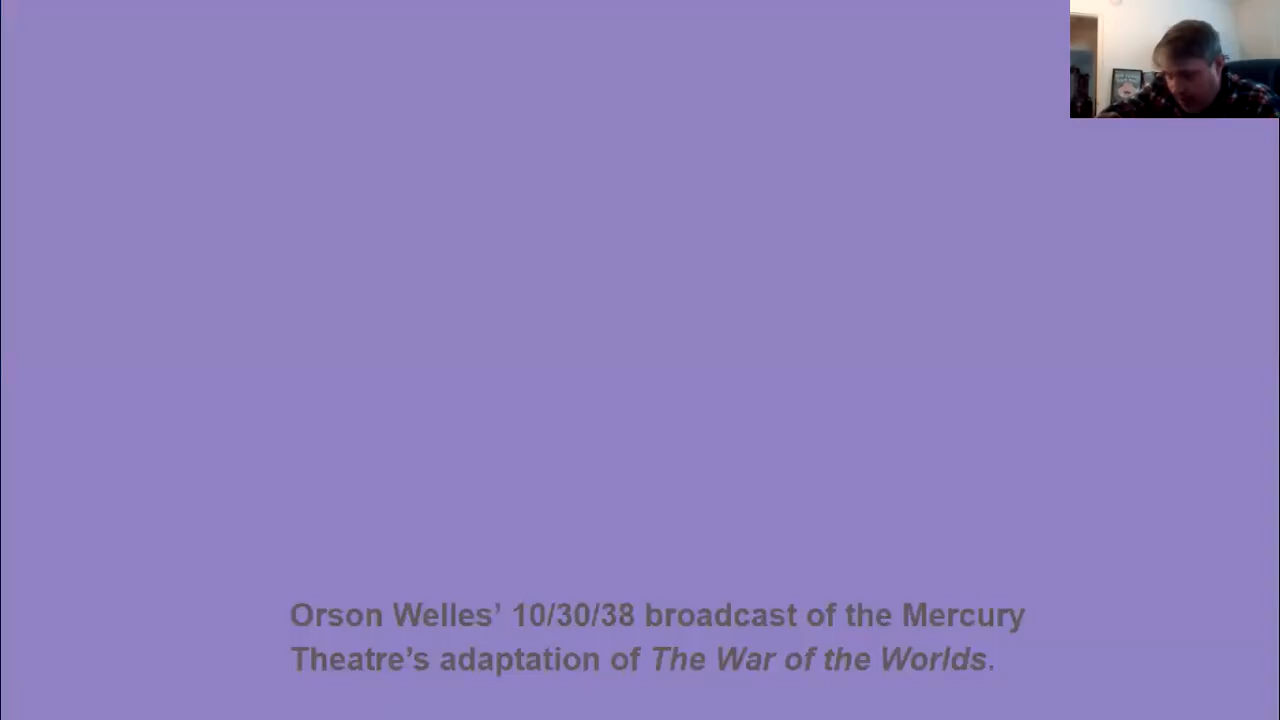 Orson Welles’ 10/30/38 broadcast of the Mercury
Theatre’s adaptation of The War of the Worlds.